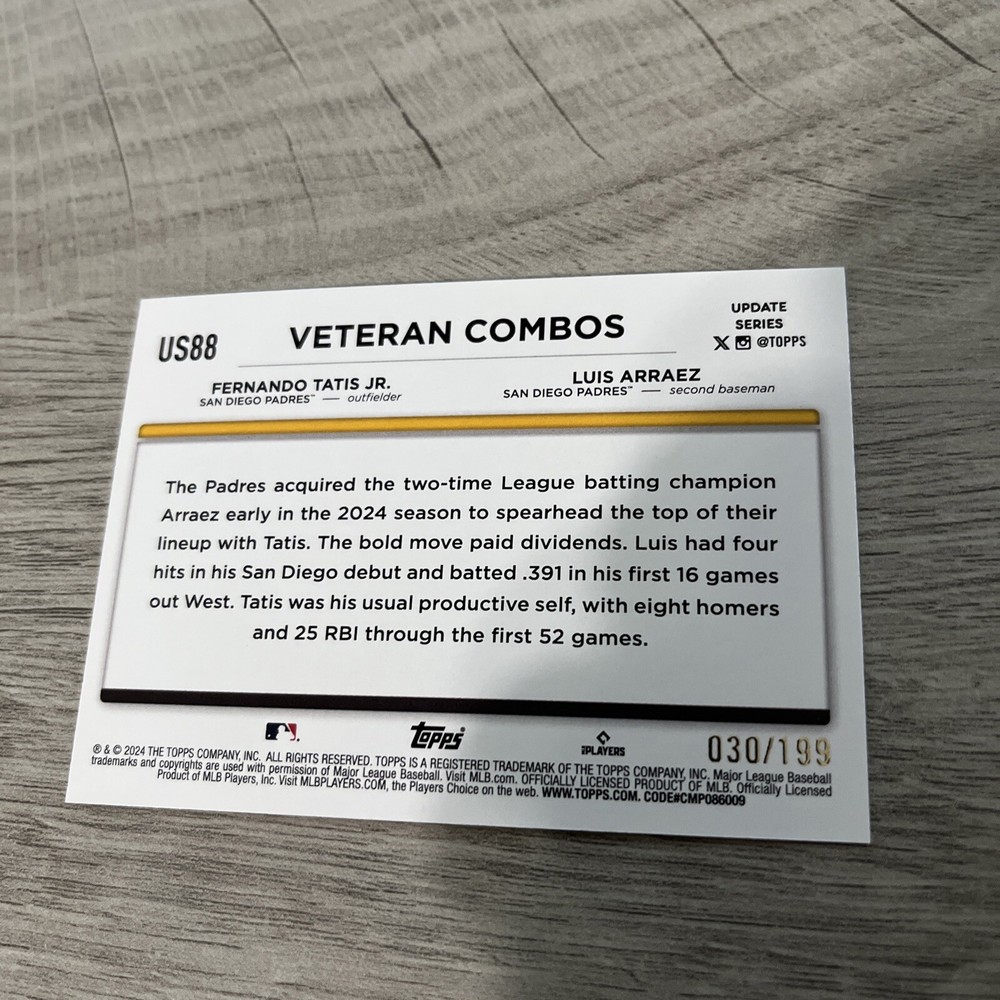 US88
VETERAN COMBOS
UPDATE
SERIES
@TOPPS
FERNANDO TATIS JR.
SAN DIEGO PADRES™ — outfielder
LUIS ARRAEZ
SAN DIEGO PADRES™ — second baseman
The Padres acquired the two-time League batting champion
Arraez early in the 2024 season to spearhead the top of their
lineup with Tatis. The bold move paid dividends. Luis had four
hits in his San Diego debut and batted .391 in his first 16 games
out West. Tatis was his usual productive self, with eight homers
and 25 RBI through the first 52 games.
topps
PLAYERS
030/199
® & © 2024 THE TOPPS COMPANY, INC. ALL RIGHTS RESERVED. TOPPS IS A REGISTERED TRADEMARK OF THE TOPPS COMPANY, INC. Major League Baseball
trademarks and copyrights are used with permission of Major League Baseball. Visit MLB.com. OFFICIALLY LICENSED PRODUCT OF MLB. Officially Licensed
Product of MLB Players, Inc. Visit MLBPLAYERS.COM, the Players Choice on the web. WWW.TOPPS.COM. CODE#CMP086009